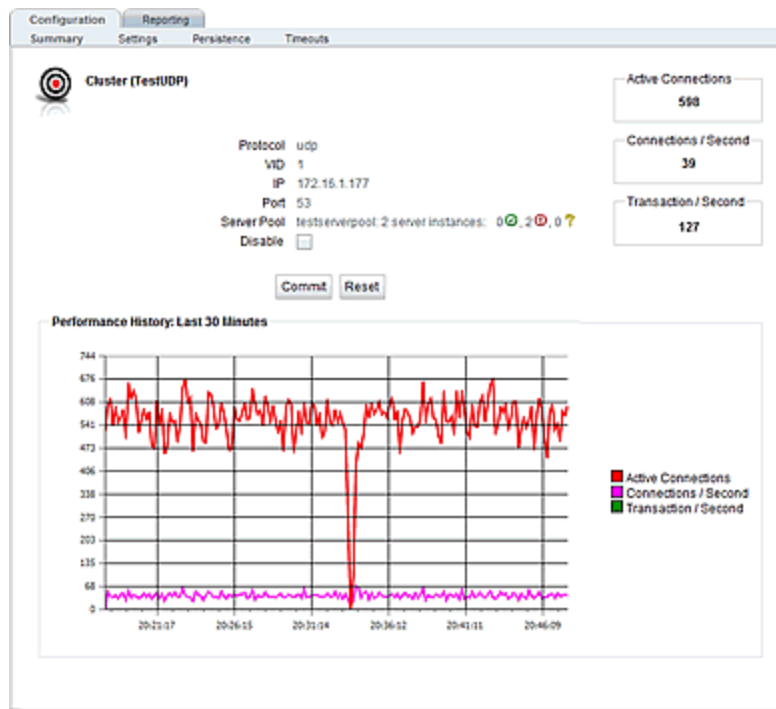 Configuration Reporting
Summary Settings Persistence Timeouts
Cluster (TestUDP)
Active Connections
598
Protocol udp
Connections / Second
39
VID 1
IP 172.16.1.177
Port 53
Transaction / Second
127
Server Pool testserverpool: 2 server instances: 0 , 2 , 0 ?
Disable
Commit Reset
Performance History: Last 30 Minutes
744
676
608
541
473
406
338
270
203
135
68
0
20:21:17 20:26:15 20:31:14 20:36:12 20:41:11 20:46:09
Active Connections
Connections / Second
Transaction / Second